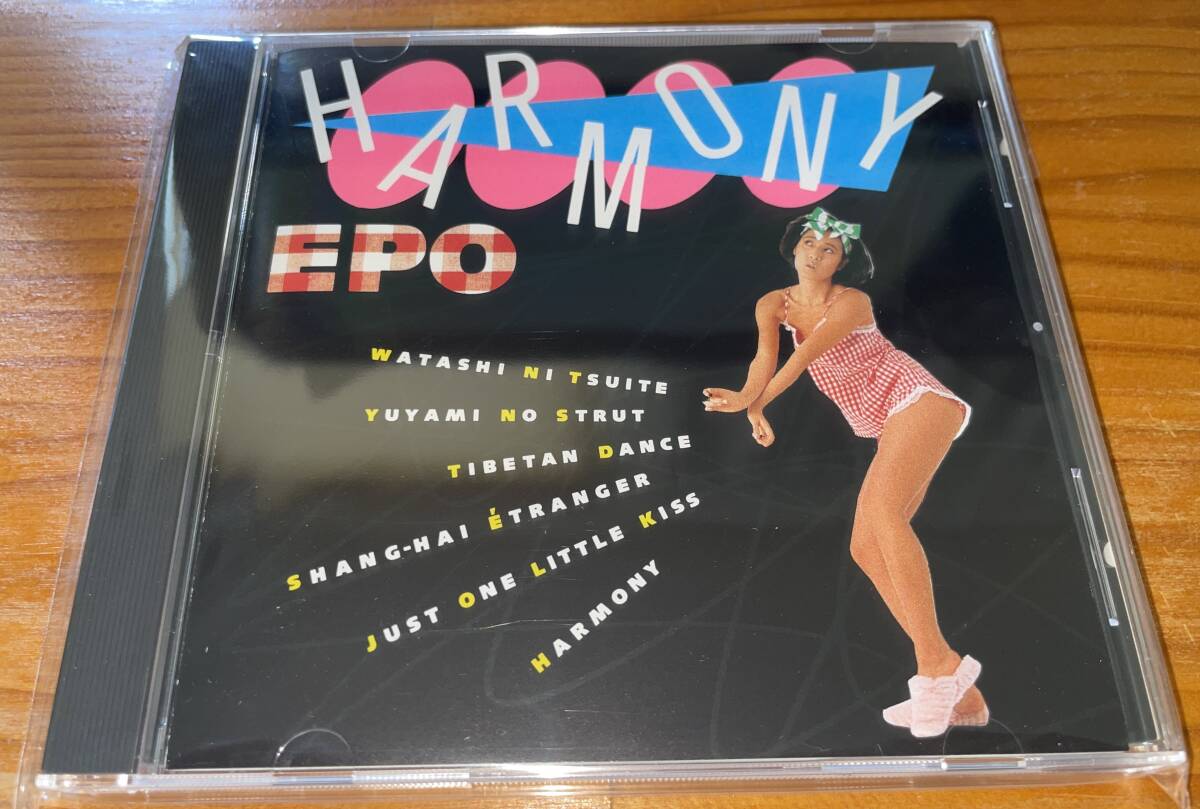 HARMONY
EPO
WATASHI NI TSUITE
YUYAMI NO STRUT
TIBETAN DANCE
SHANG-HAI ÉTRANGER
JUST ONE LITTLE KISS
HARMONY